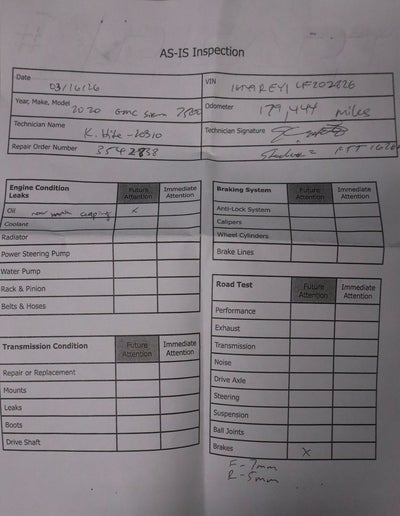 AS-IS Inspection
Date 03/16/26
VIN
Year, Make, Model 2020 GMC Sierra 2500
Odometer 179,444 miles
Technician Name K. Hite -
Technician Signature
Repair Order Number
Engine Condition
Leaks
Future Attention
Immediate Attention
Oil x
Coolant
Radiator
Power Steering Pump
Water Pump
Rack & Pinion
Belts & Hoses
Transmission Condition
Future Attention
Immediate Attention
Repair or Replacement
Mounts
Leaks
Boots
Drive Shaft
Braking System
Future Attention
Immediate Attention
Anti-Lock System
Calipers
Wheel Cylinders
Brake Lines
Road Test
Future Attention
Immediate Attention
Performance
Exhaust
Transmission
Noise
Drive Axle
Steering
Suspension
Ball Joints
Brakes X
F - 7mm
R - 5mm